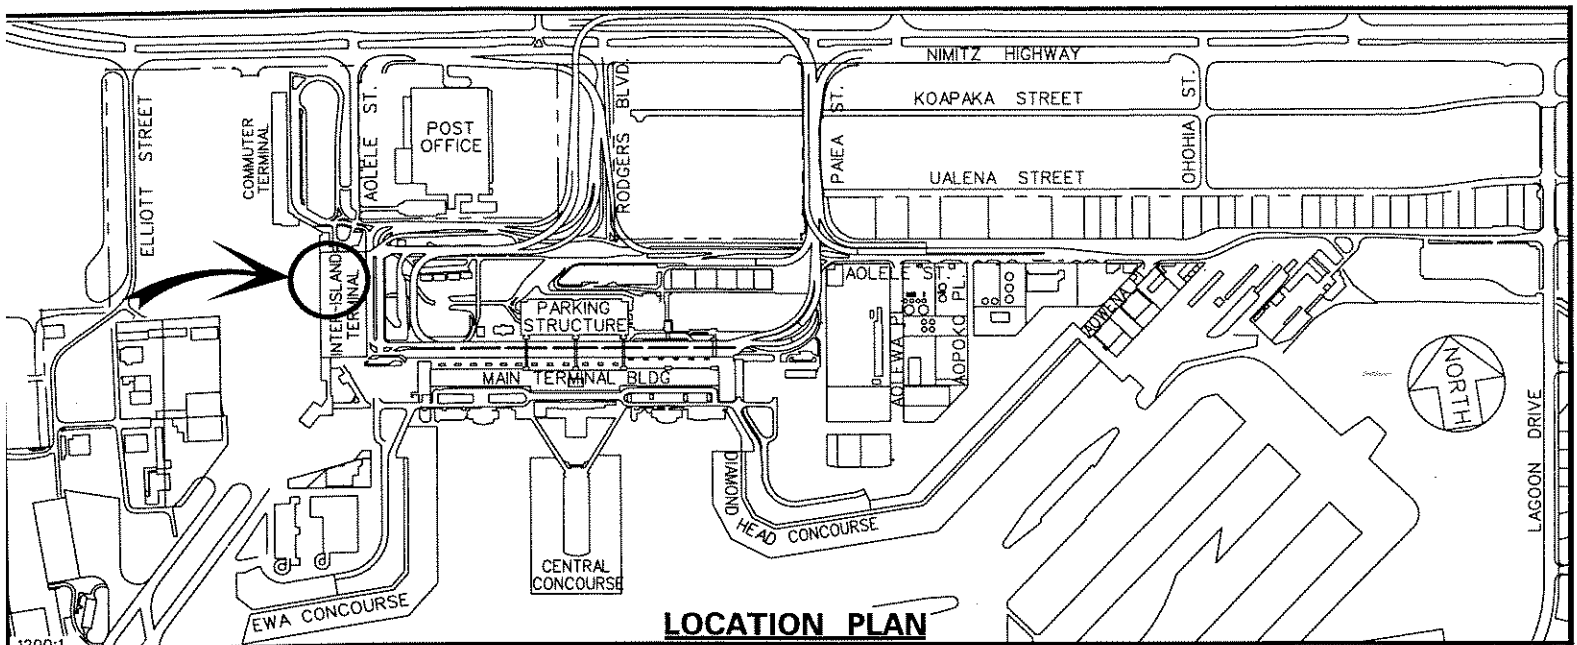 NIMITZ HIGHWAY
KOAPAKA STREET
UALENA STREET
ELLIOTT STREET
COMMUTER
TERMINAL
AOLELE ST.
POST
OFFICE
RODGERS BLVD.
PAIEA ST.
OHOHIA ST.
INTER-ISLAND
TERMINAL
PARKING
STRUCTURE
AOLELE ST.
AOLEWA PL
AOPOKO PL.
AOWENA PL
MAIN TERMINAL BLDG
NORTH
LAGOON DRIVE
DIAMOND
HEAD CONCOURSE
CENTRAL
CONCOURSE
EWA CONCOURSE
LOCATION PLAN